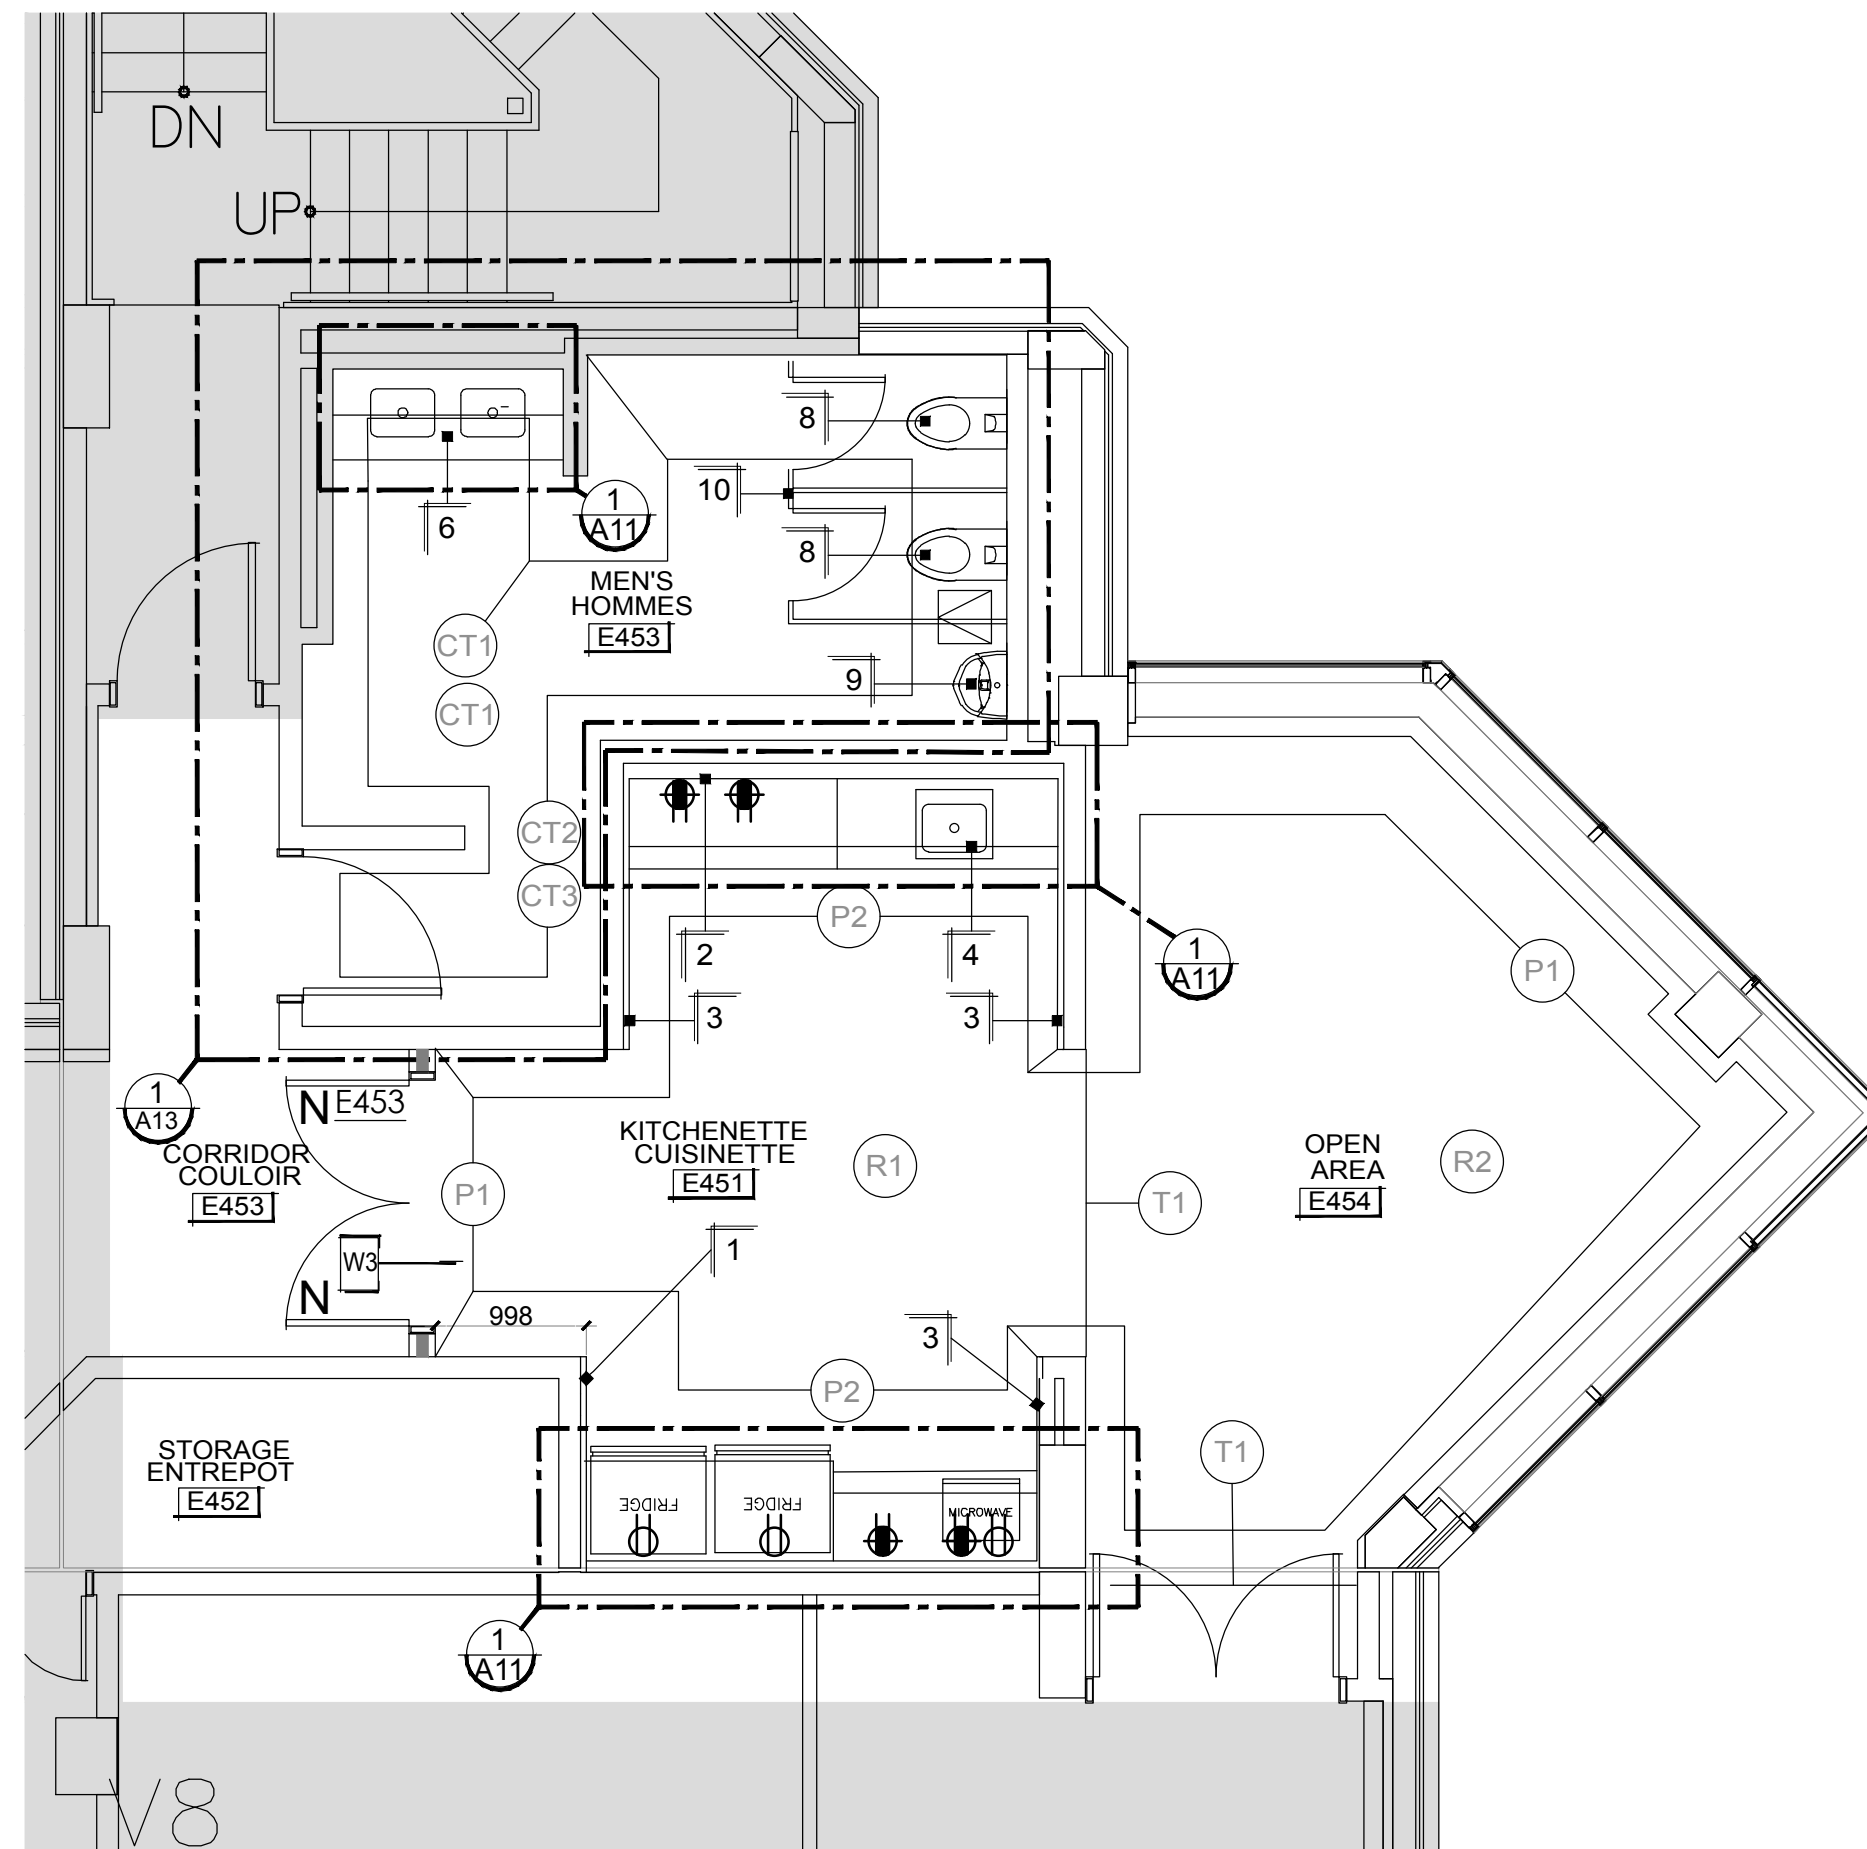 DN
UP
8
10
6
1
A11
8
MEN'S
HOMMES
E453
CT1
9
CT1
CT2
CT3
P2
2
4
1
A11
P1
3
3
1
A13
N E453
CORRIDOR
COULOIR
E453
KITCHENETTE
CUISINETTE
E451
R1
OPEN
AREA
E454
R2
P1
T1
1
W3
N
998
3
P2
STORAGE
ENTREPOT
E452
T1
FRIDGE
FRIDGE
MICROWAVE
1
A11
V8